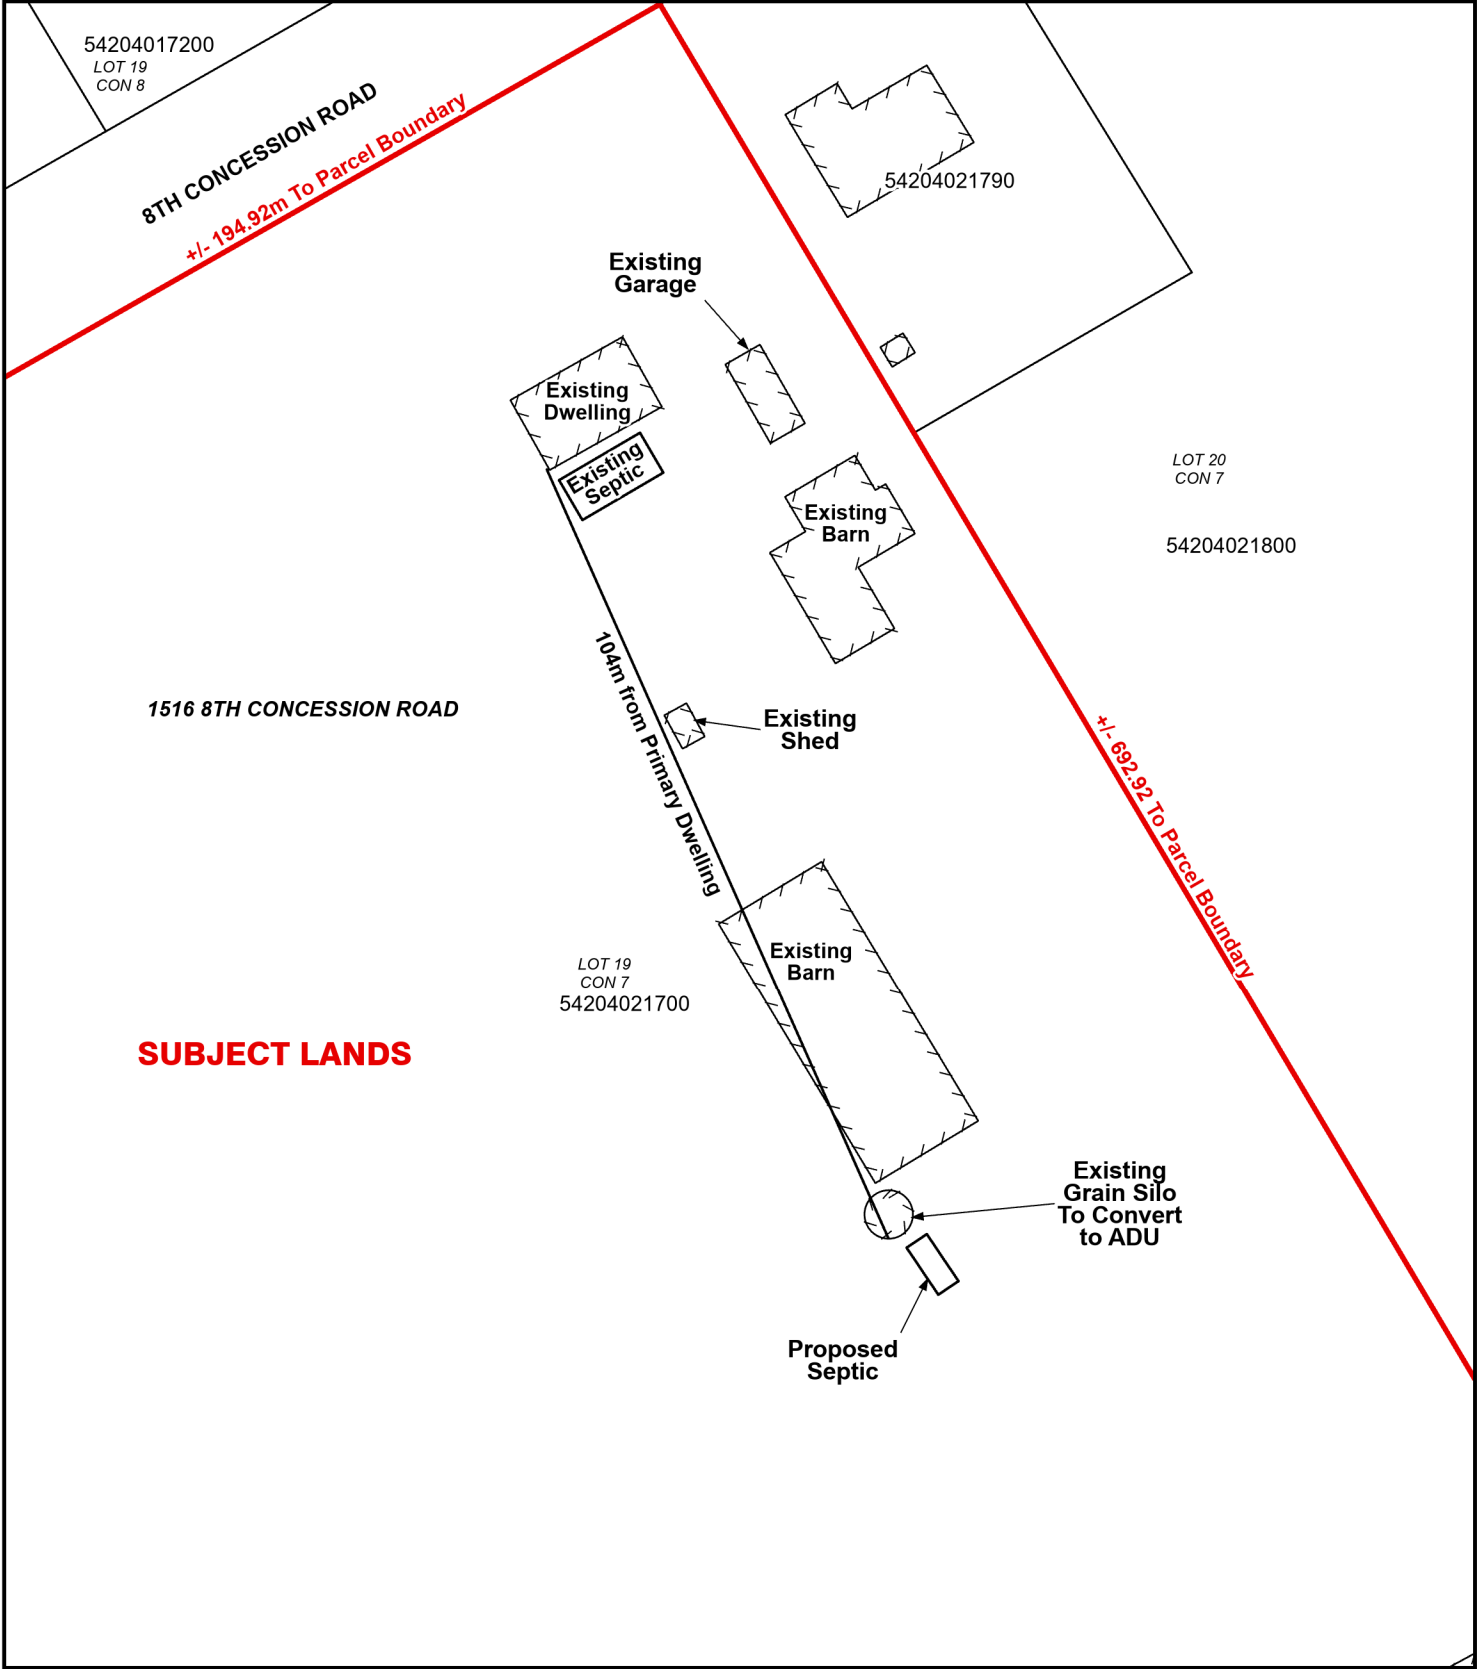 54204017200
LOT 19
CON 8
8TH CONCESSION ROAD
+/- 194.92m To Parcel Boundary
54204021790
Existing
Garage
Existing
Dwelling
Existing
Septic
Existing
Barn
LOT 20
CON 7
54204021800
104m from Primary Dwelling
1516 8TH CONCESSION ROAD
Existing
Shed
+/- 692.92 To Parcel Boundary
Existing
Barn
LOT 19
CON 7
54204021700
SUBJECT LANDS
Existing
Grain Silo
To Convert
to ADU
Proposed
Septic